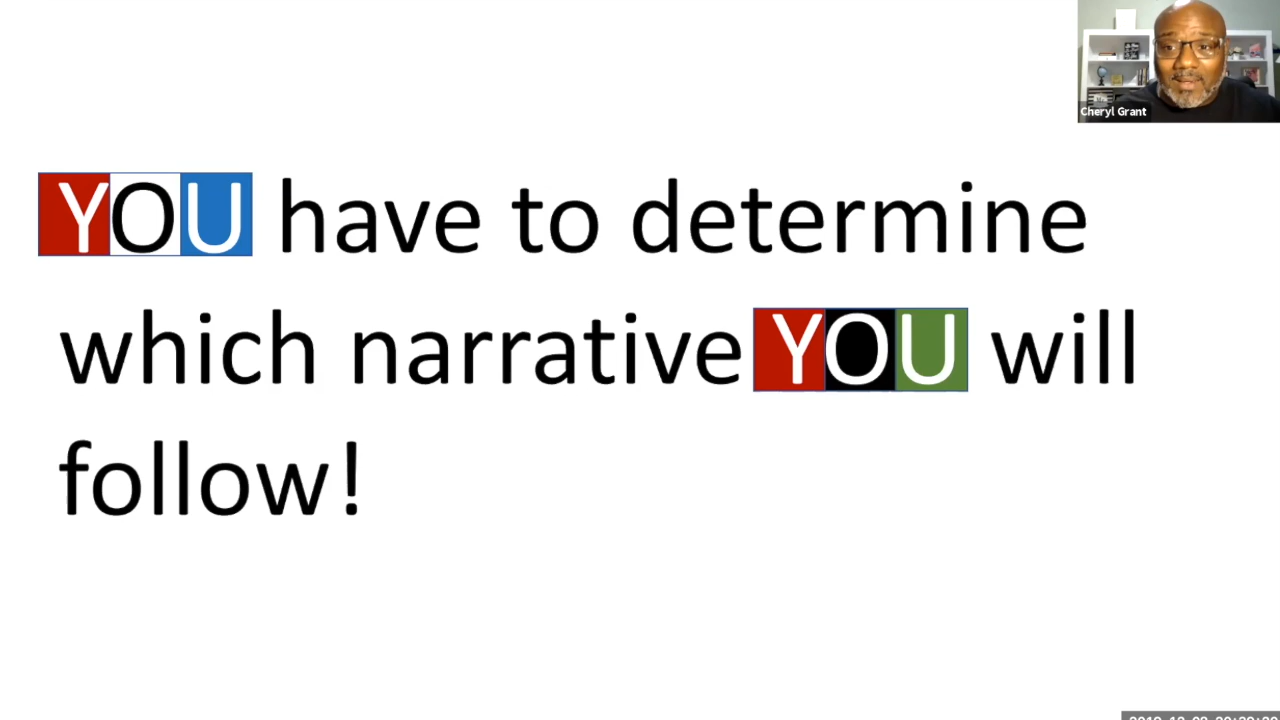 Cheryl Grant
YOU have to determine
which narrative YOU will
follow!